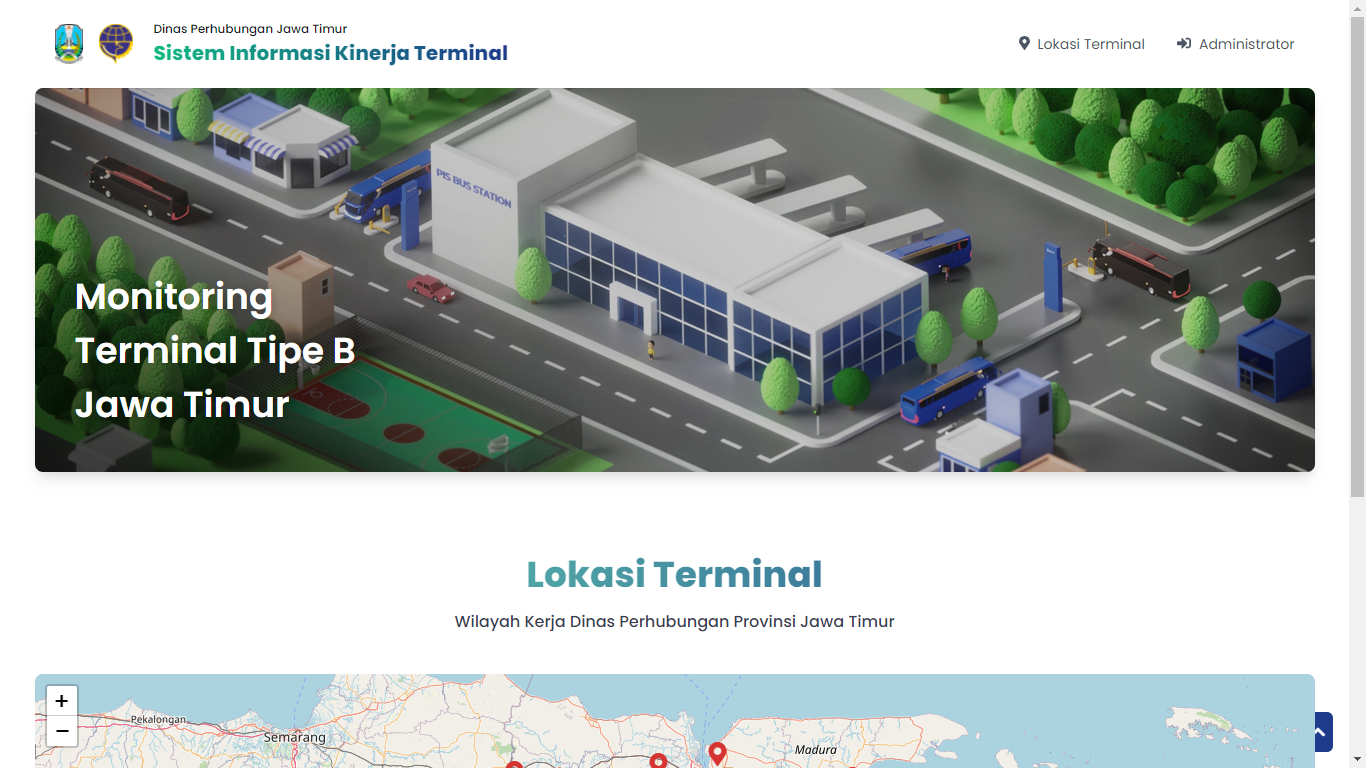 Dinas Perhubungan Jawa Timur
Sistem Informasi Kinerja Terminal
Lokasi Terminal
Administrator
PIS BUS STATION
Monitoring
Terminal Tipe B
Jawa Timur
Lokasi Terminal
Wilayah Kerja Dinas Perhubungan Provinsi Jawa Timur
+
−
Pekalongan
Semarang
Madura